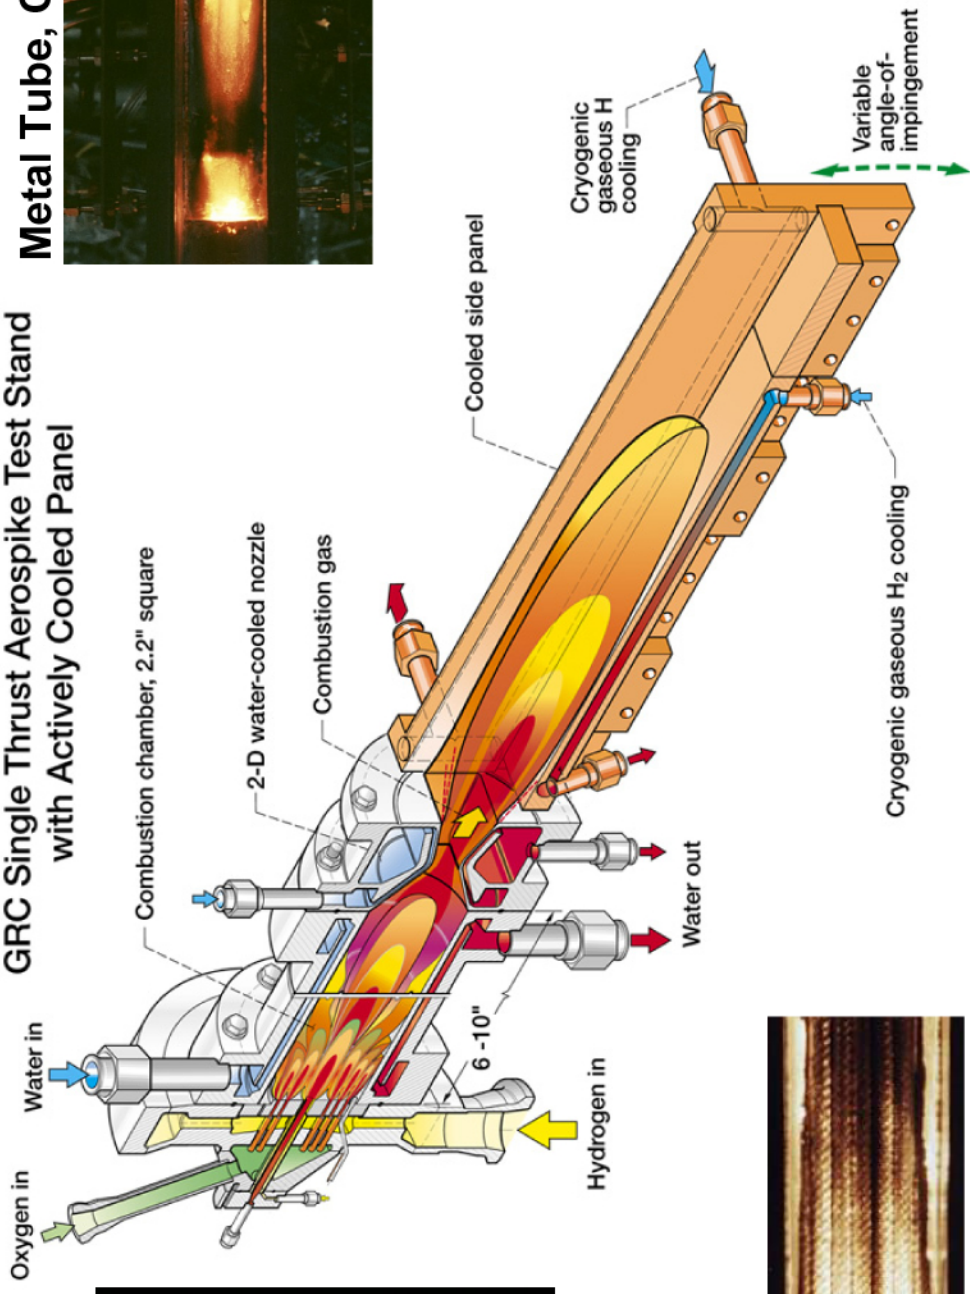 Metal Tube, C
GRC Single Thrust Aerospike Test Stand
with Actively Cooled Panel
Oxygen in
Water in
Combustion chamber, 2.2" square
2-D water-cooled nozzle
Combustion gas
Cooled side panel
Cryogenic
gaseous H
cooling
Variable
angle-of-
impingement
Hydrogen in
6 -10"
Water out
Cryogenic gaseous H2 cooling